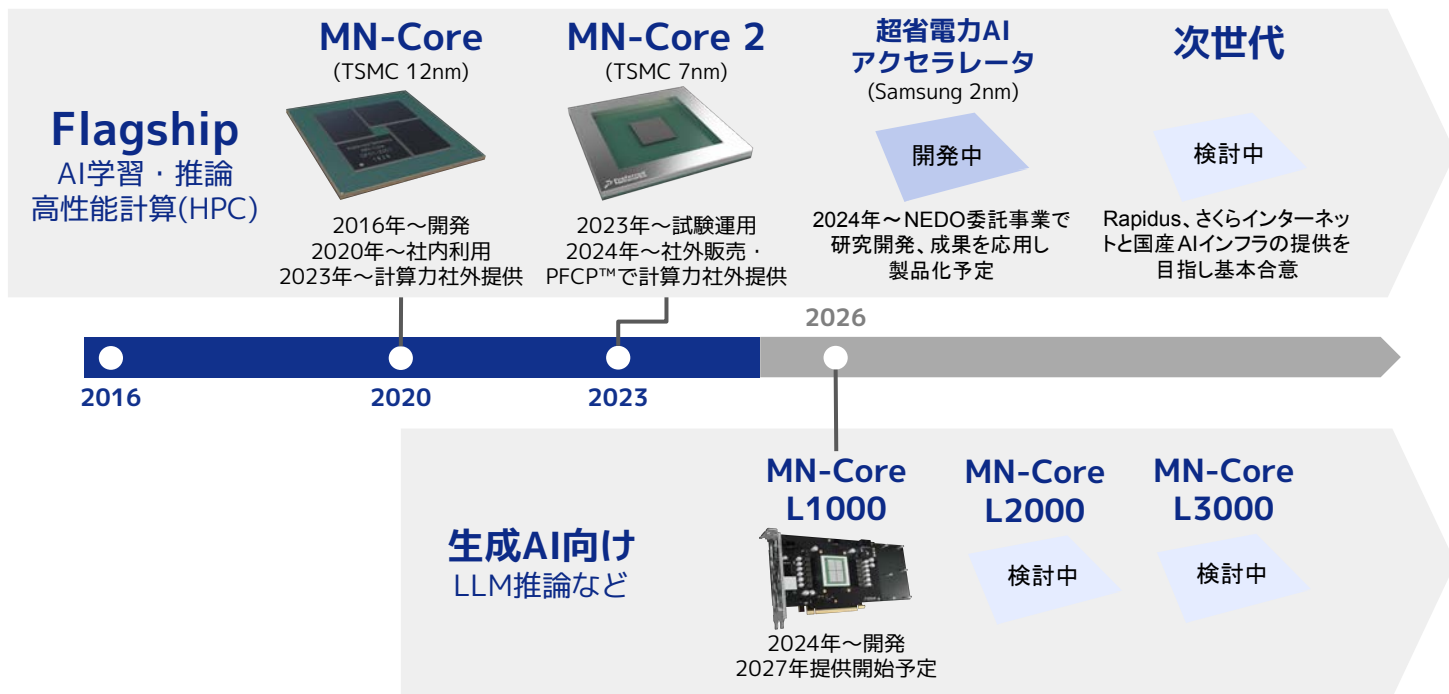 MN-Core
(TSMC 12nm)
MN-Core 2
(TSMC 7nm)
超省電力AI
アクセラレータ
(Samsung 2nm)
次世代
Flagship
AI学習・推論
高性能計算(HPC)
開発中
検討中
2016年〜開発
2020年〜社内利用
2023年〜計算力社外提供
2023年〜試験運用
2024年〜社外販売・
PFCP™で計算力社外提供
2024年〜NEDO委託事業で
研究開発、成果を応用し
製品化予定
Rapidus、さくらインターネッ
トと国産AIインフラの提供を
目指し基本合意
2026
2016
2020
2023
生成AI向け
LLM推論など
MN-Core
L1000
MN-Core
L2000
MN-Core
L3000
検討中
検討中
2024年〜開発
2027年提供開始予定